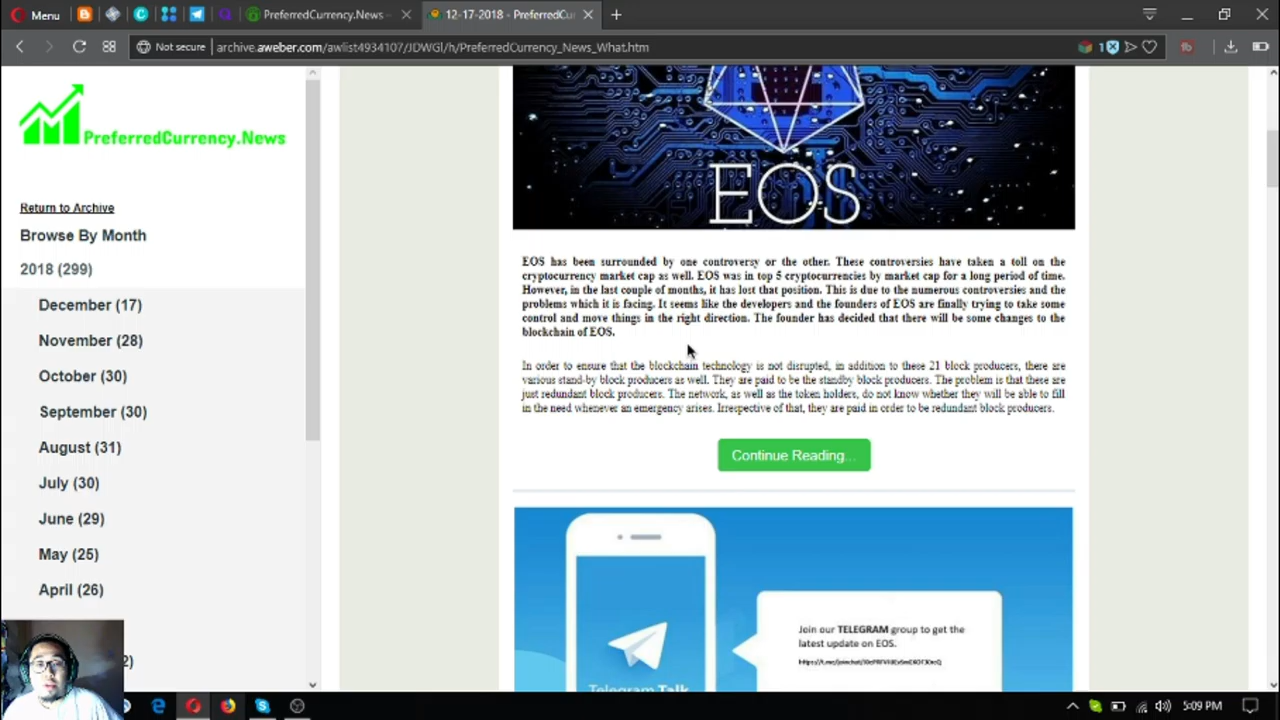 Menu
PreferredCurrency.News -
12-17-2018 - PreferredCur
Not secure
archive.aweber.com/awlist4934107/JDWGl/h/PreferredCurrency_News_What.htm
1
PreferredCurrency.News
Return to Archive
Browse By Month
2018 (299)
December (17)
November (28)
October (30)
September (30)
August (31)
July (30)
June (29)
May (25)
April (26)
2)
EOS
EOS has been surrounded by one controversy or the other. These controversies have taken a toll on the
cryptocurrency market cap as well. EOS was in top 5 cryptocurrencies by market cap for a long period of time.
However, in the last couple of months, it has lost that position. This is due to the numerous controversies and the
problems which it is facing. It seems like the developers and the founders of EOS are finally trying to take some
control and move things in the right direction. The founder has decided that there will be some changes to the
blockchain of EOS.
In order to ensure that the blockchain technology is not disrupted, in addition to these 21 block producers, there are
various stand-by block producers as well. They are paid to be the standby block producers. The problem is that these are
just redundant block producers. The network, as well as the token holders, do not know whether they will be able to fill
in the need whenever an emergency arises. Irrespective of that, they are paid in order to be redundant block producers.
Continue Reading...
Join our TELEGRAM group to get the
latest update on EOS.
Telegram Talk
5:09 PM